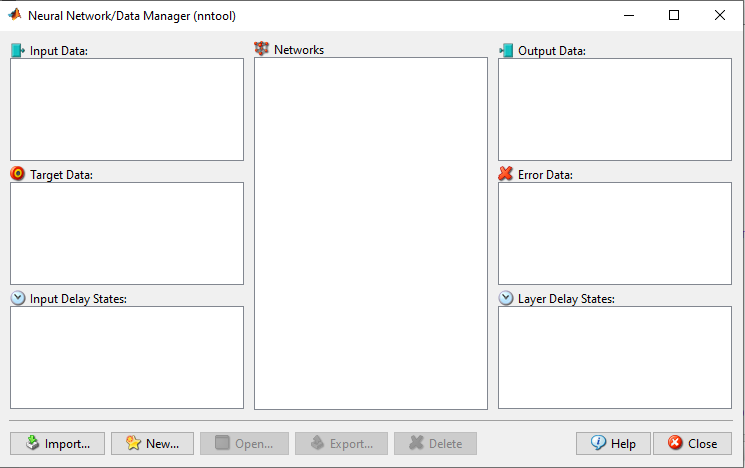 Neural Network/Data Manager (nntool)
Input Data:
Networks
Output Data:
Target Data:
Error Data:
Input Delay States:
Layer Delay States:
Import...
New...
Open...
Export...
Delete
Help
Close